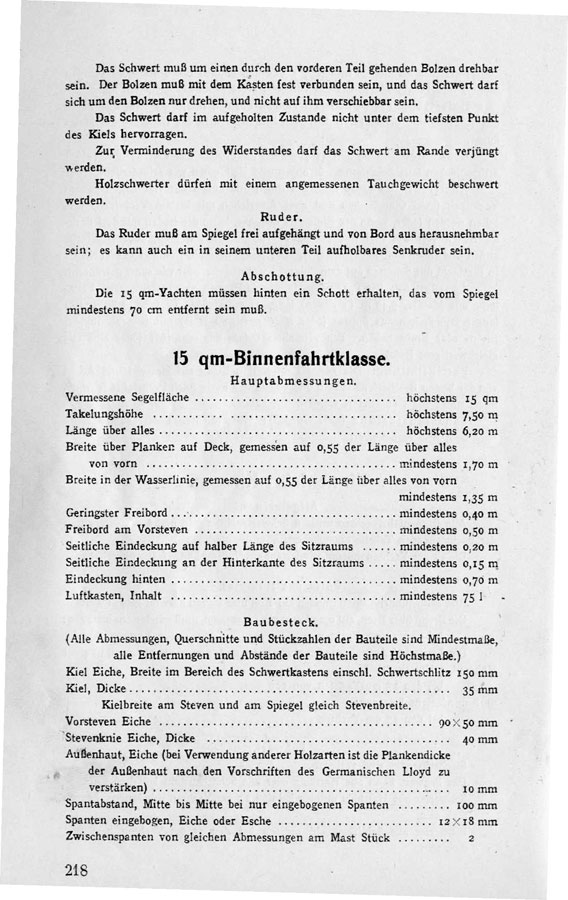 Das Schwert muß um einen durch den vorderen Teil gehenden Bolzen drehbar
sein. Der Bolzen muß mit dem Kasten fest verbunden sein, und das Schwert darf
sich um den Bolzen nur drehen, und nicht auf ihm verschiebbar sein.
Das Schwert darf im aufgeholten Zustande nicht unter dem tiefsten Punkt
des Kiels hervorragen.
Zur Verminderung des Widerstandes darf das Schwert am Rande verjüngt
werden.
Holzschwerter dürfen mit einem angemessenen Tauchgewicht beschwert
werden.
Ruder.
Das Ruder muß am Spiegel frei aufgehängt und von Bord aus herausnehmbar
sein; es kann auch ein in seinem unteren Teil aufholbares Senkruder sein.
Abschottung.
Die 15 qm-Yachten müssen hinten ein Schott erhalten, das vom Spiegel
mindestens 70 cm entfernt sein muß.
15 qm-Binnenfahrtklasse.
Hauptabmessungen.
Vermessene Segelfläche ................................ höchstens 15 qm
Takelungshöhe ........... .......................... höchstens 7,50 m
Länge über alles ..................................... höchstens 6,20 m
Breite über Planken auf Deck, gemessen auf 0,55 der Länge über alles
von vorn ....................................... mindestens 1,70 m
Breite in der Wasserlinie, gemessen auf 0,55 der Länge über alles von vorn
mindestens 1,35 m
Geringster Freibord ................................... mindestens 0,40 m
Freibord am Vorsteven ................................ mindestens 0,50 m
Seitliche Eindeckung auf halber Länge des Sitzraums ...... mindestens 0,20 m
Seitliche Eindeckung an der Hinterkante des Sitzraums ..... mindestens 0,15 m
Eindeckung hinten ................................... mindestens 0,70 m
Luftkasten, Inhalt ................................... mindestens 75 l
Baubesteck.
(Alle Abmessungen, Querschnitte und Stückzahlen der Bauteile sind Mindestmaße,
alle Entfernungen und Abstände der Bauteile sind Höchstmaße.)
Kiel Eiche, Breite im Bereich des Schwertkastens einschl. Schwertschlitz 150 mm
Kiel, Dicke .................................................. 35 mm
Kielbreite am Steven und am Spiegel gleich Stevenbreite.
Vorsteven Eiche .......................................... 90×50 mm
Stevenknie Eiche, Dicke ..................................... 40 mm
Außenhaut, Eiche (bei Verwendung anderer Holzarten ist die Plankendicke
der Außenhaut nach den Vorschriften des Germanischen Lloyd zu
verstärken) .............................................. 10 mm
Spantabstand, Mitte bis Mitte bei nur eingebogenen Spanten ......... 100 mm
Spanten eingebogen, Eiche oder Esche ........................ 12×18 mm
Zwischenspanten von gleichen Abmessungen am Mast Stück ......... 2
218